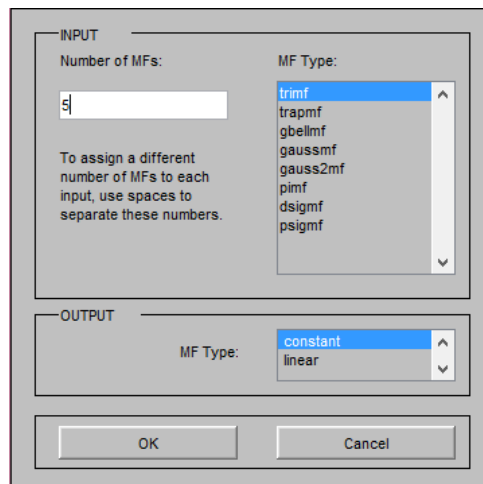 INPUT
Number of MFs:
5
To assign a different
number of MFs to each
input, use spaces to
separate these numbers.
MF Type:
trimf
trapmf
gbellmf
gaussmf
gauss2mf
pimf
dsigmf
psigmf
OUTPUT
MF Type:
constant
linear
OK
Cancel